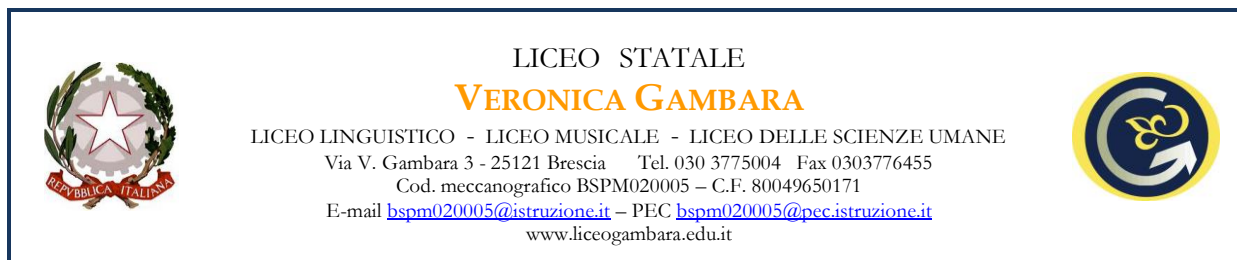 LICEO STATALE
VERONICA GAMBARA
LICEO LINGUISTICO - LICEO MUSICALE - LICEO DELLE SCIENZE UMANE
Via V. Gambara 3 - 25121 Brescia Tel. 030 3775004 Fax 0303776455
Cod. meccanografico BSPM020005 – C.F. 80049650171
E-mail bspm020005@istruzione.it – PEC bspm020005@pec.istruzione.it
www.liceogambara.edu.it
REPVBBLICA ITALIANA